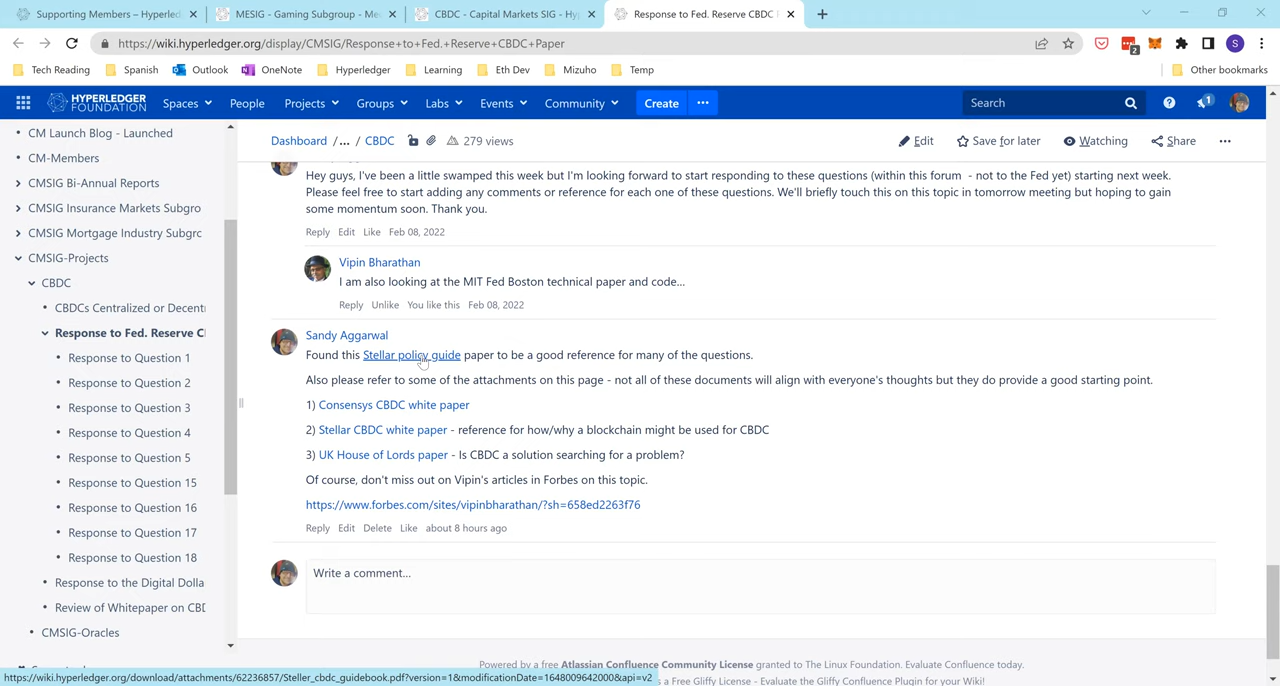 Supporting Members – Hyperled
MESIG - Gaming Subgroup - Me
CBDC - Capital Markets SIG - Hy
Response to Fed. Reserve CBDC
https://wiki.hyperledger.org/display/CMSIG/Response+to+Fed.+Reserve+CBDC+Paper
2
S
Tech Reading
Spanish
Outlook
OneNote
Hyperledger
Learning
Eth Dev
Mizuho
Temp
Other bookmarks
HYPERLEDGER
FOUNDATION
Spaces
People
Projects
Groups
Labs
Events
Community
Create
Search
1
CM Launch Blog - Launched
CM-Members
CMSIG Bi-Annual Reports
CMSIG Insurance Markets Subgro
CMSIG Mortgage Industry Subgrc
CMSIG-Projects
CBDC
CBDCs Centralized or Decentr
Response to Fed. Reserve C
Response to Question 1
Response to Question 2
Response to Question 3
Response to Question 4
Response to Question 5
Response to Question 15
Response to Question 16
Response to Question 17
Response to Question 18
Response to the Digital Dolla
Review of Whitepaper on CBD
CMSIG-Oracles
Dashboard /... / CBDC
279 views
Edit
Save for later
Watching
Share
Hey guys, I've been a little swamped this week but I'm looking forward to start responding to these questions (within this forum - not to the Fed yet) starting next week.
Please feel free to start adding any comments or reference for each one of these questions. We'll briefly touch this on this topic in tomorrow meeting but hoping to gain
some momentum soon. Thank you.
Reply Edit Like Feb 08, 2022
Vipin Bharathan
I am also looking at the MIT Fed Boston technical paper and code...
Reply Unlike You like this Feb 08, 2022
Sandy Aggarwal
Found this Stellar policy guide paper to be a good reference for many of the questions.
Also please refer to some of the attachments on this page - not all of these documents will align with everyone's thoughts but they do provide a good starting point.
1) Consensys CBDC white paper
2) Stellar CBDC white paper - reference for how/why a blockchain might be used for CBDC
3) UK House of Lords paper - Is CBDC a solution searching for a problem?
Of course, don't miss out on Vipin's articles in Forbes on this topic.
https://www.forbes.com/sites/vipinbharathan/?sh=658ed2263f76
Reply Edit Delete Like about 8 hours ago
Write a comment...
Powered by a free Atlassian Confluence Community License granted to The Linux Foundation. Evaluate Confluence today.
s a Free Gliffy License - Evaluate the Gliffy Confluence Plugin for your Wiki!
https://wiki.hyperledger.org/download/attachments/62236857/Steller_cbdc_guidebook.pdf?version=1&modificationDate=1648009642000&api=v2